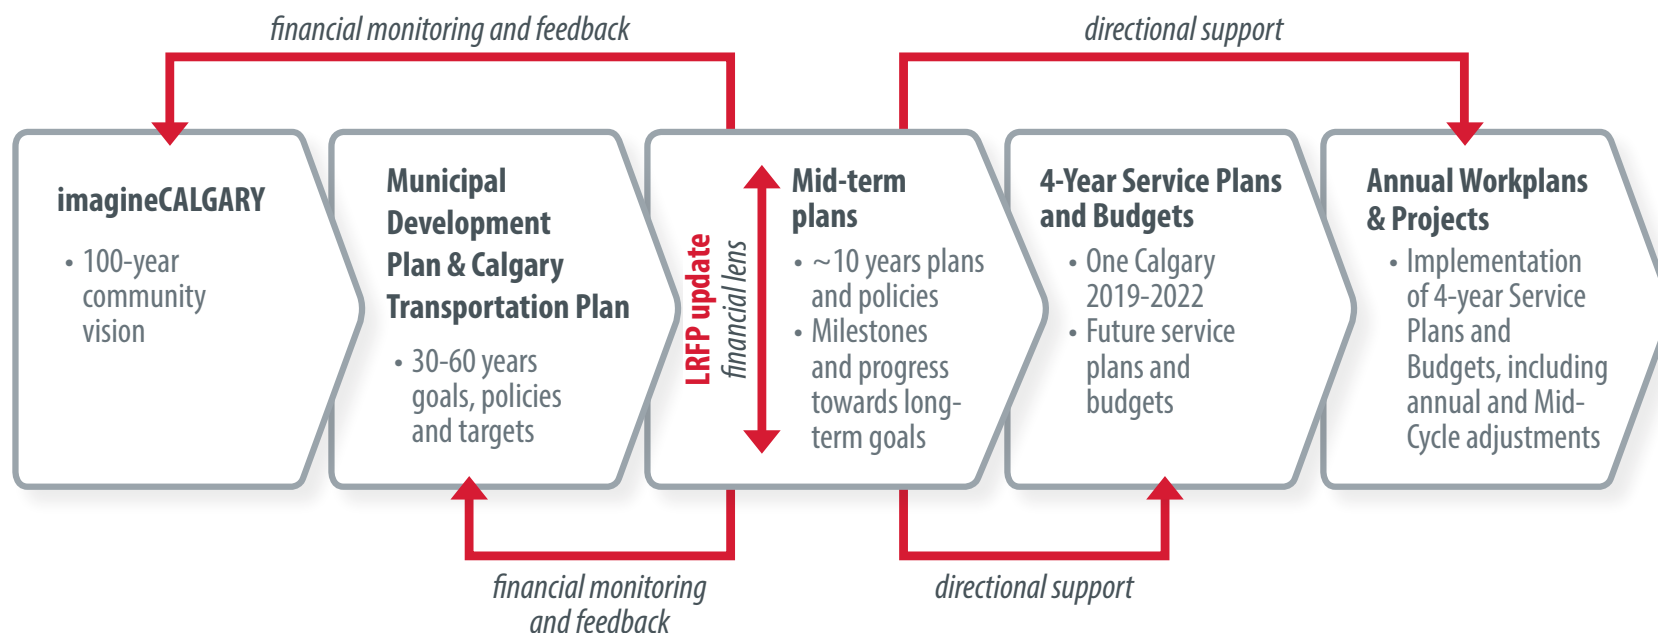 financial monitoring and feedback
directional support
imagineCALGARY
• 100-year
community
vision
Municipal
Development
Plan & Calgary
Transportation Plan
• 30-60 years
goals, policies
and targets
LRFP update
financial lens
Mid-term
plans
• ~10 years plans
and policies
• Milestones
and progress
towards long-
term goals
4-Year Service Plans
and Budgets
• One Calgary
2019-2022
• Future service
plans and
budgets
Annual Workplans
& Projects
• Implementation
of 4-year Service
Plans and
Budgets, including
annual and Mid-
Cycle adjustments
financial monitoring
and feedback
directional support